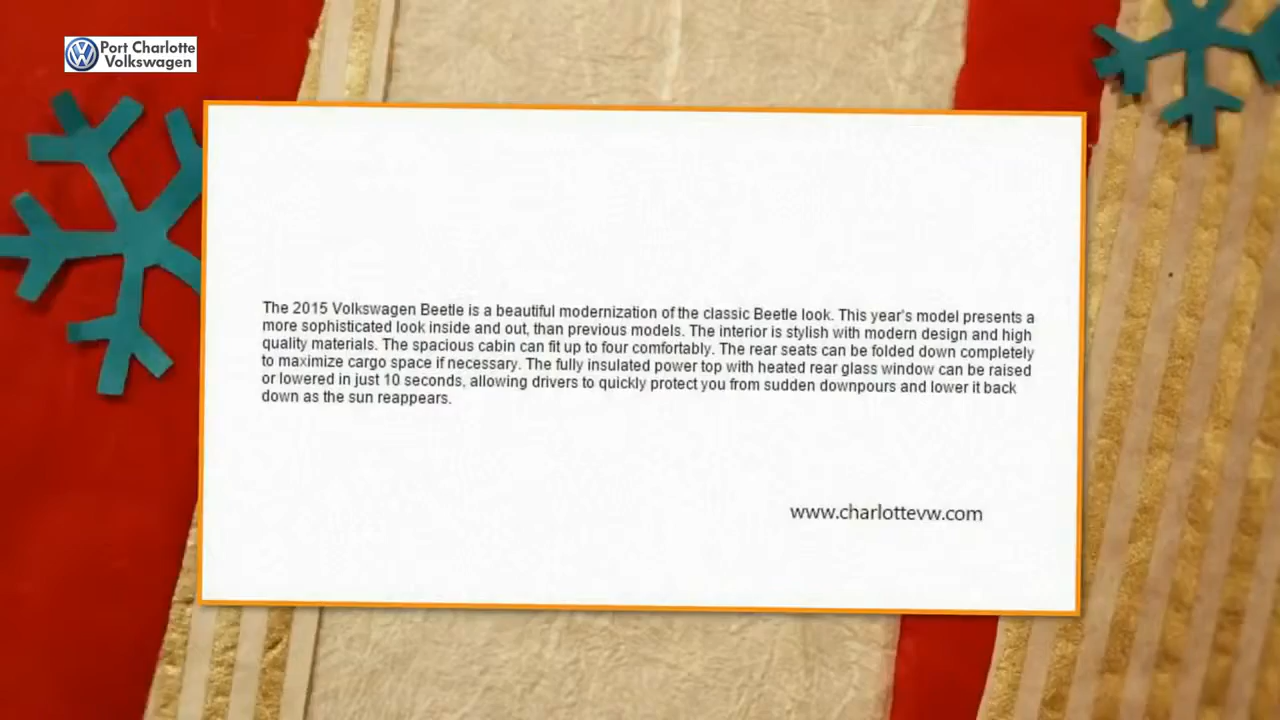 Port Charlotte
Volkswagen
The 2015 Volkswagen Beetle is a beautiful modernization of the classic Beetle look. This year's model presents a
more sophisticated look inside and out, than previous models. The interior is stylish with modern design and high
quality materials. The spacious cabin can fit up to four comfortably. The rear seats can be folded down completely
to maximize cargo space if necessary. The fully insulated power top with heated rear glass window can be raised
or lowered in just 10 seconds, allowing drivers to quickly protect you from sudden downpours and lower it back
down as the sun reappears.
www.charlottevw.com